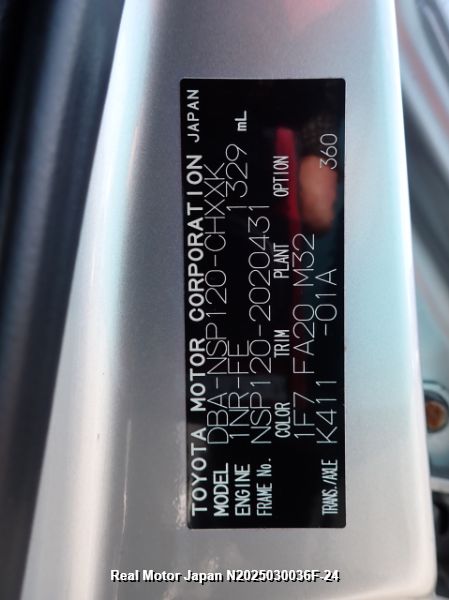 TOYOTA MOTOR CORPORATION JAPAN
MODEL DBA-NSP120-CHXXK
ENGINE 1NR-FE 1329 mL
FRAME No. NSP120-2020431
COLOR TRIM PLANT OPTION
1F7 FA20 M32
TRANS./AXLE K411 -01A 360
Real Motor Japan N2025030036F-24